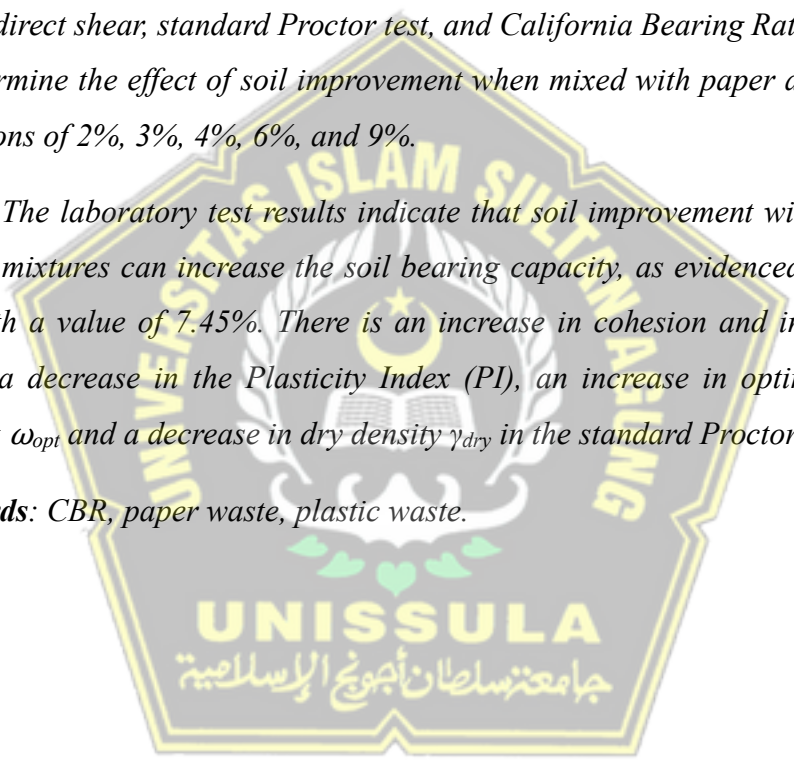 direct shear, standard Proctor test, and California Bearing Rat
ermine the effect of soil improvement when mixed with paper a
ons of 2%, 3%, 4%, 6%, and 9%.
The laboratory test results indicate that soil improvement wi
mixtures can increase the soil bearing capacity, as evidenced
h a value of 7.45%. There is an increase in cohesion and in
a decrease in the Plasticity Index (PI), an increase in opti
ω_opt and a decrease in dry density γ_dry in the standard Proctor
ds: CBR, paper waste, plastic waste.
UNIVERSITAS ISLAM SULTAN AGUNG
UNISSULA
جامعة سلطان أجونج الإسلامية